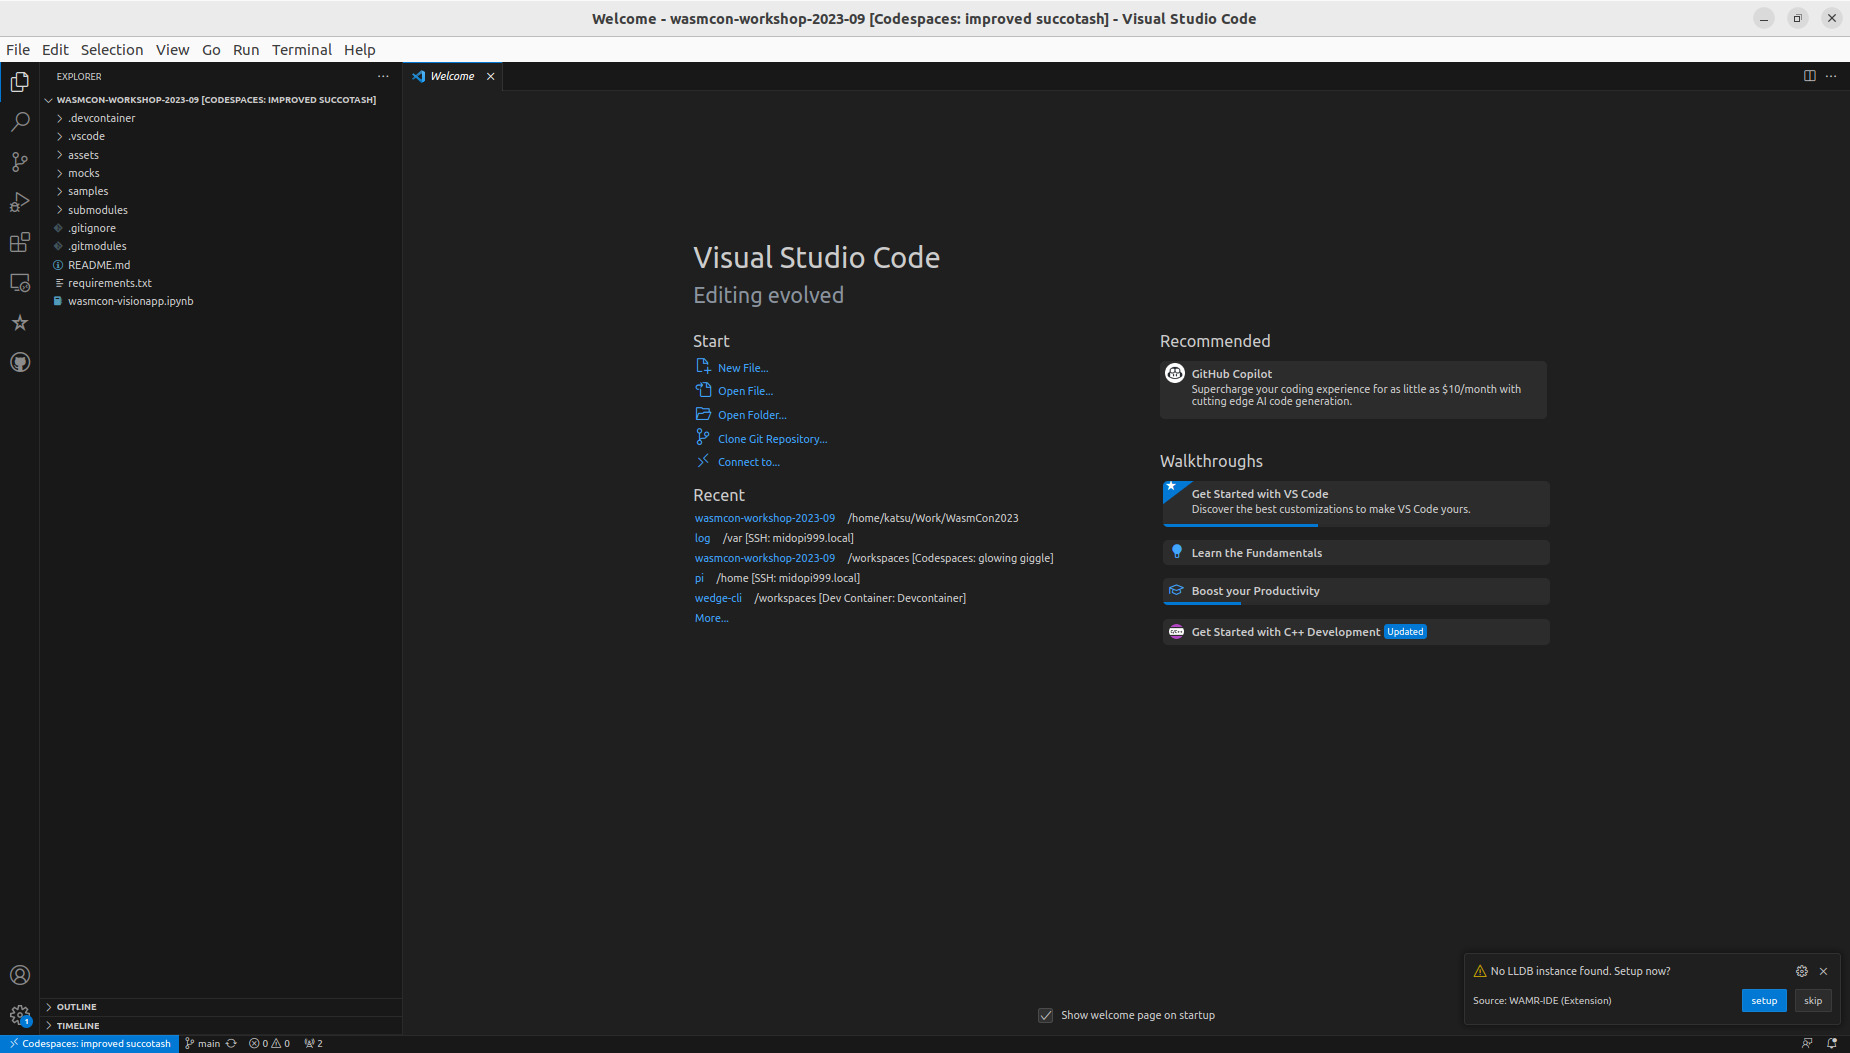 Welcome - wasmcon-workshop-2023-09 [Codespaces: improved succotash] - Visual Studio Code
File Edit Selection View Go Run Terminal Help
EXPLORER
Welcome
WASMCON-WORKSHOP-2023-09 [CODESPACES: IMPROVED SUCCOTASH]
.devcontainer
.vscode
assets
mocks
samples
submodules
.gitignore
.gitmodules
README.md
requirements.txt
wasmcon-visionapp.ipynb
Visual Studio Code
Editing evolved
Start
New File...
Open File...
Open Folder...
Clone Git Repository...
Connect to...
Recent
wasmcon-workshop-2023-09 /home/katsu/Work/WasmCon2023
log /var [SSH: midopi999.local]
wasmcon-workshop-2023-09 /workspaces [Codespaces: glowing giggle]
pi /home [SSH: midopi999.local]
wedge-cli /workspaces [Dev Container: Devcontainer]
More...
Recommended
GitHub Copilot
Supercharge your coding experience for as little as $10/month with
cutting edge AI code generation.
Walkthroughs
Get Started with VS Code
Discover the best customizations to make VS Code yours.
Learn the Fundamentals
Boost your Productivity
Get Started with C++ Development Updated
Show welcome page on startup
No LLDB instance found. Setup now?
Source: WAMR-IDE (Extension)
setup
skip
OUTLINE
TIMELINE
1
Codespaces: improved succotash main 0 0 2